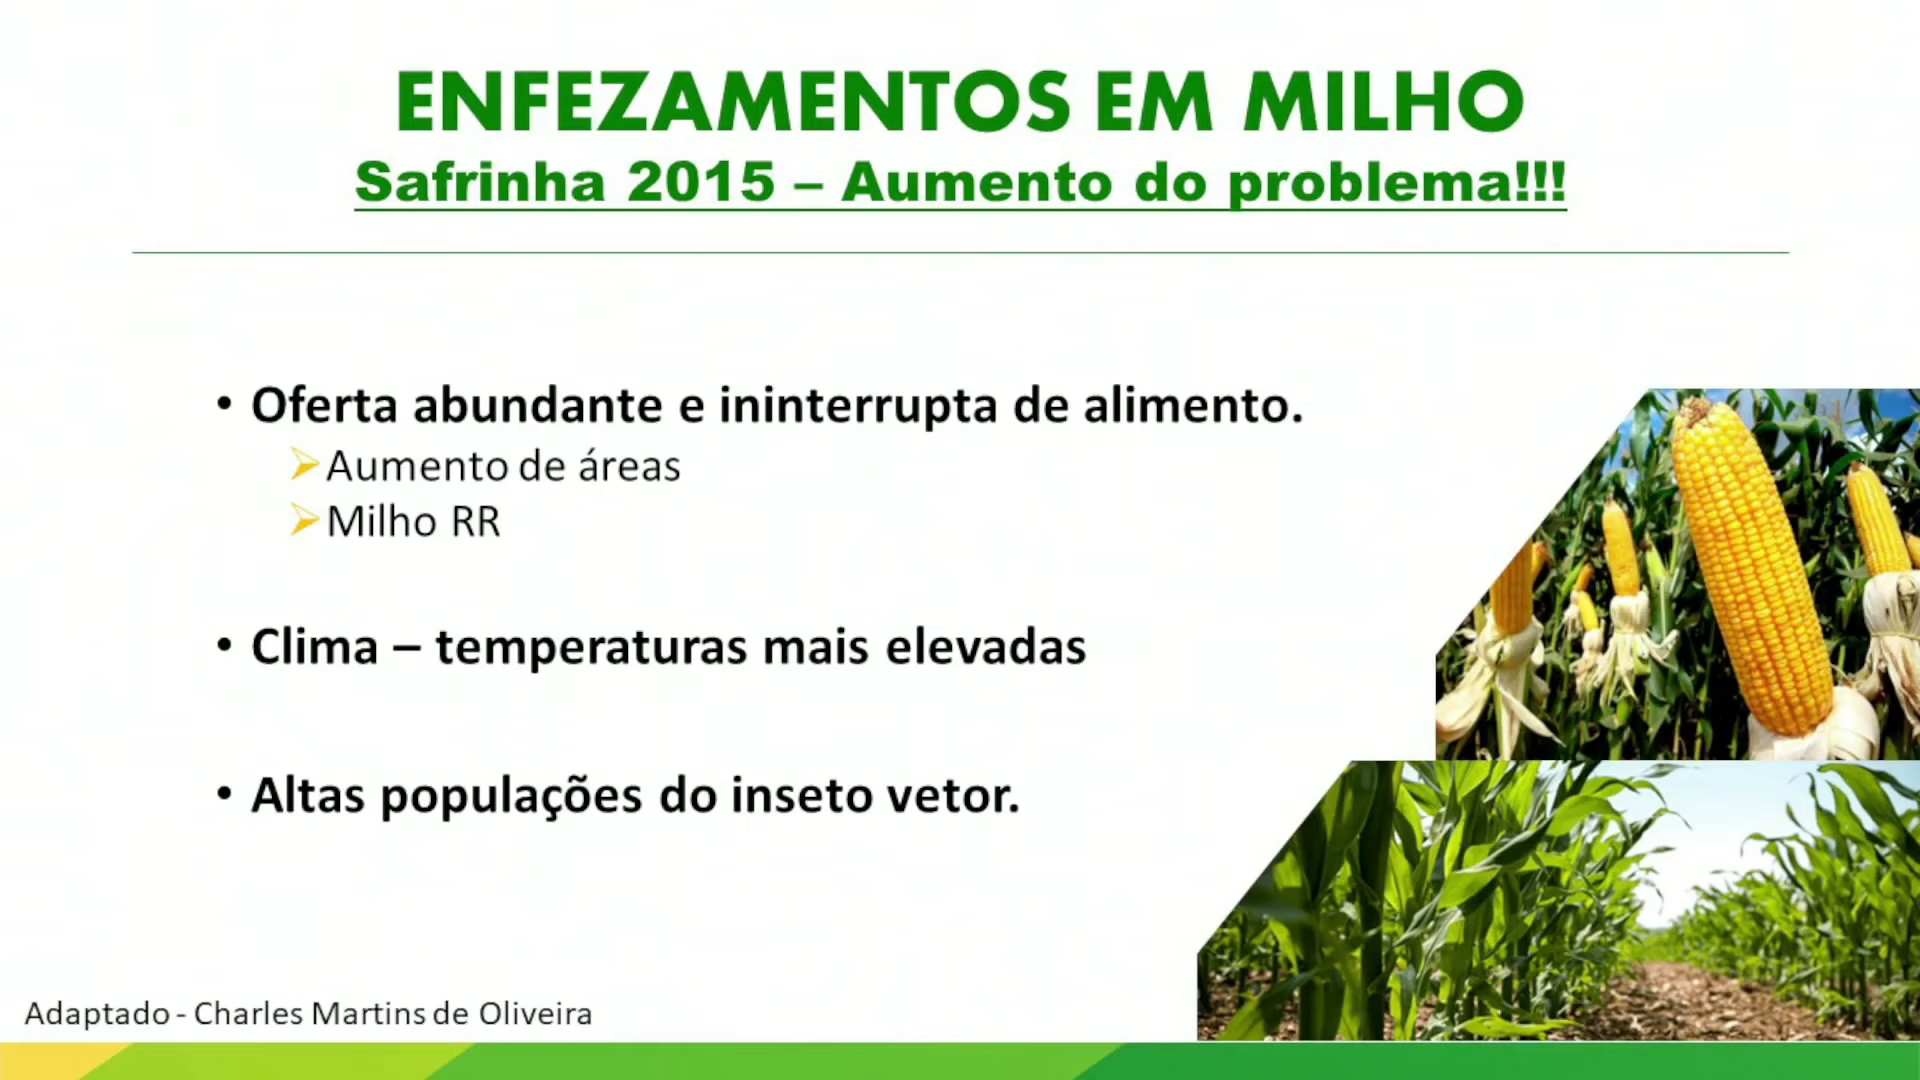 ENFEZAMENTOS EM MILHO
Safrinha 2015 – Aumento do problema!!!
• Oferta abundante e ininterrupta de alimento.
➢Aumento de áreas
➢Milho RR
• Clima – temperaturas mais elevadas
• Altas populações do inseto vetor.
Adaptado - Charles Martins de Oliveira